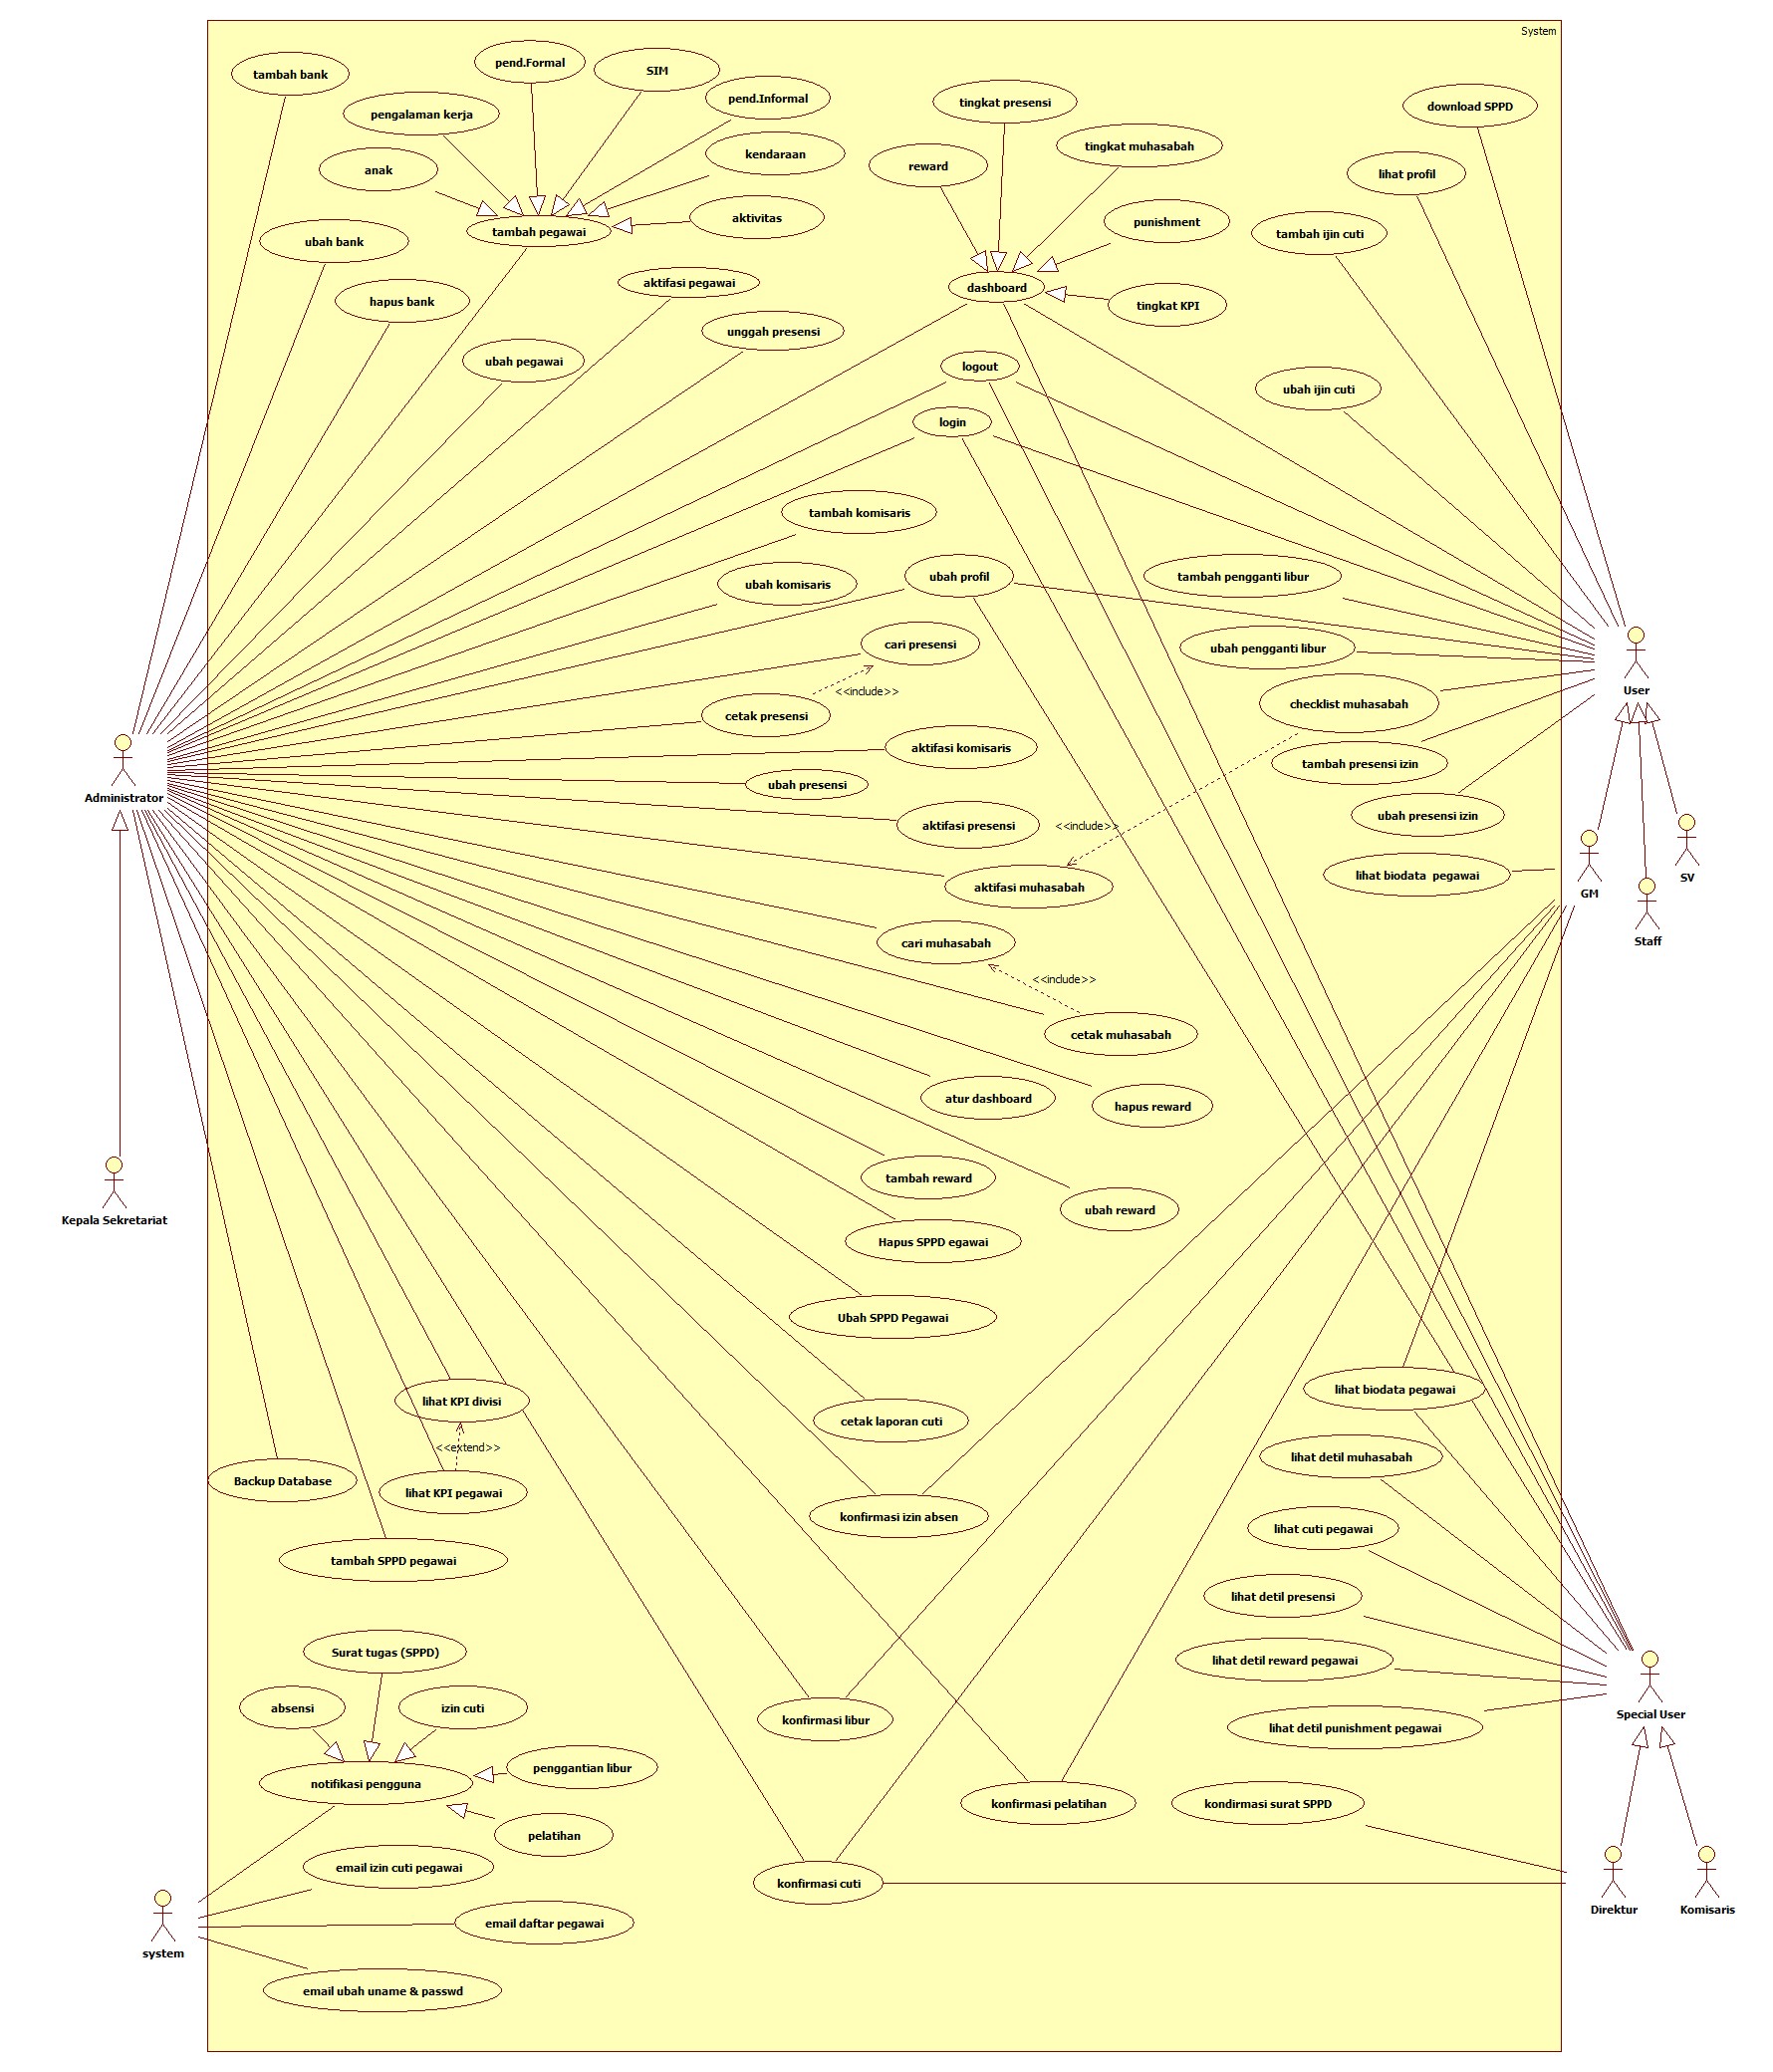 System
tambah bank
pend.Formal
SIM
pend.Informal
pengalaman kerja
kendaraan
anak
aktivitas
tambah pegawai
tingkat presensi
tingkat muhasabah
reward
punishment
dashboard
tingkat KPI
download SPPD
lihat profil
tambah ijin cuti
ubah bank
hapus bank
aktifasi pegawai
unggah presensi
ubah pegawai
logout
login
ubah ijin cuti
tambah komisaris
ubah komisaris
ubah profil
tambah pengganti libur
ubah pengganti libur
cari presensi
<<include>>
cetak presensi
checklist muhasabah
User
aktifasi komisaris
tambah presensi izin
ubah presensi
Administrator
aktifasi presensi
<<include>>
ubah presensi izin
aktifasi muhasabah
lihat biodata  pegawai
GM
SV
Staff
cari muhasabah
<<include>>
cetak muhasabah
atur dashboard
hapus reward
tambah reward
ubah reward
Kepala Sekretariat
Hapus SPPD egawai
Ubah SPPD Pegawai
lihat KPI divisi
<<extend>>
lihat KPI pegawai
cetak laporan cuti
lihat biodata pegawai
Backup Database
lihat detil muhasabah
konfirmasi izin absen
lihat cuti pegawai
tambah SPPD pegawai
lihat detil presensi
Surat tugas (SPPD)
lihat detil reward pegawai
absensi
izin cuti
konfirmasi libur
Special User
lihat detil punishment pegawai
notifikasi pengguna
penggantian libur
konfirmasi pelatihan
kondirmasi surat SPPD
pelatihan
email izin cuti pegawai
konfirmasi cuti
Direktur
Komisaris
email daftar pegawai
system
email ubah uname & passwd